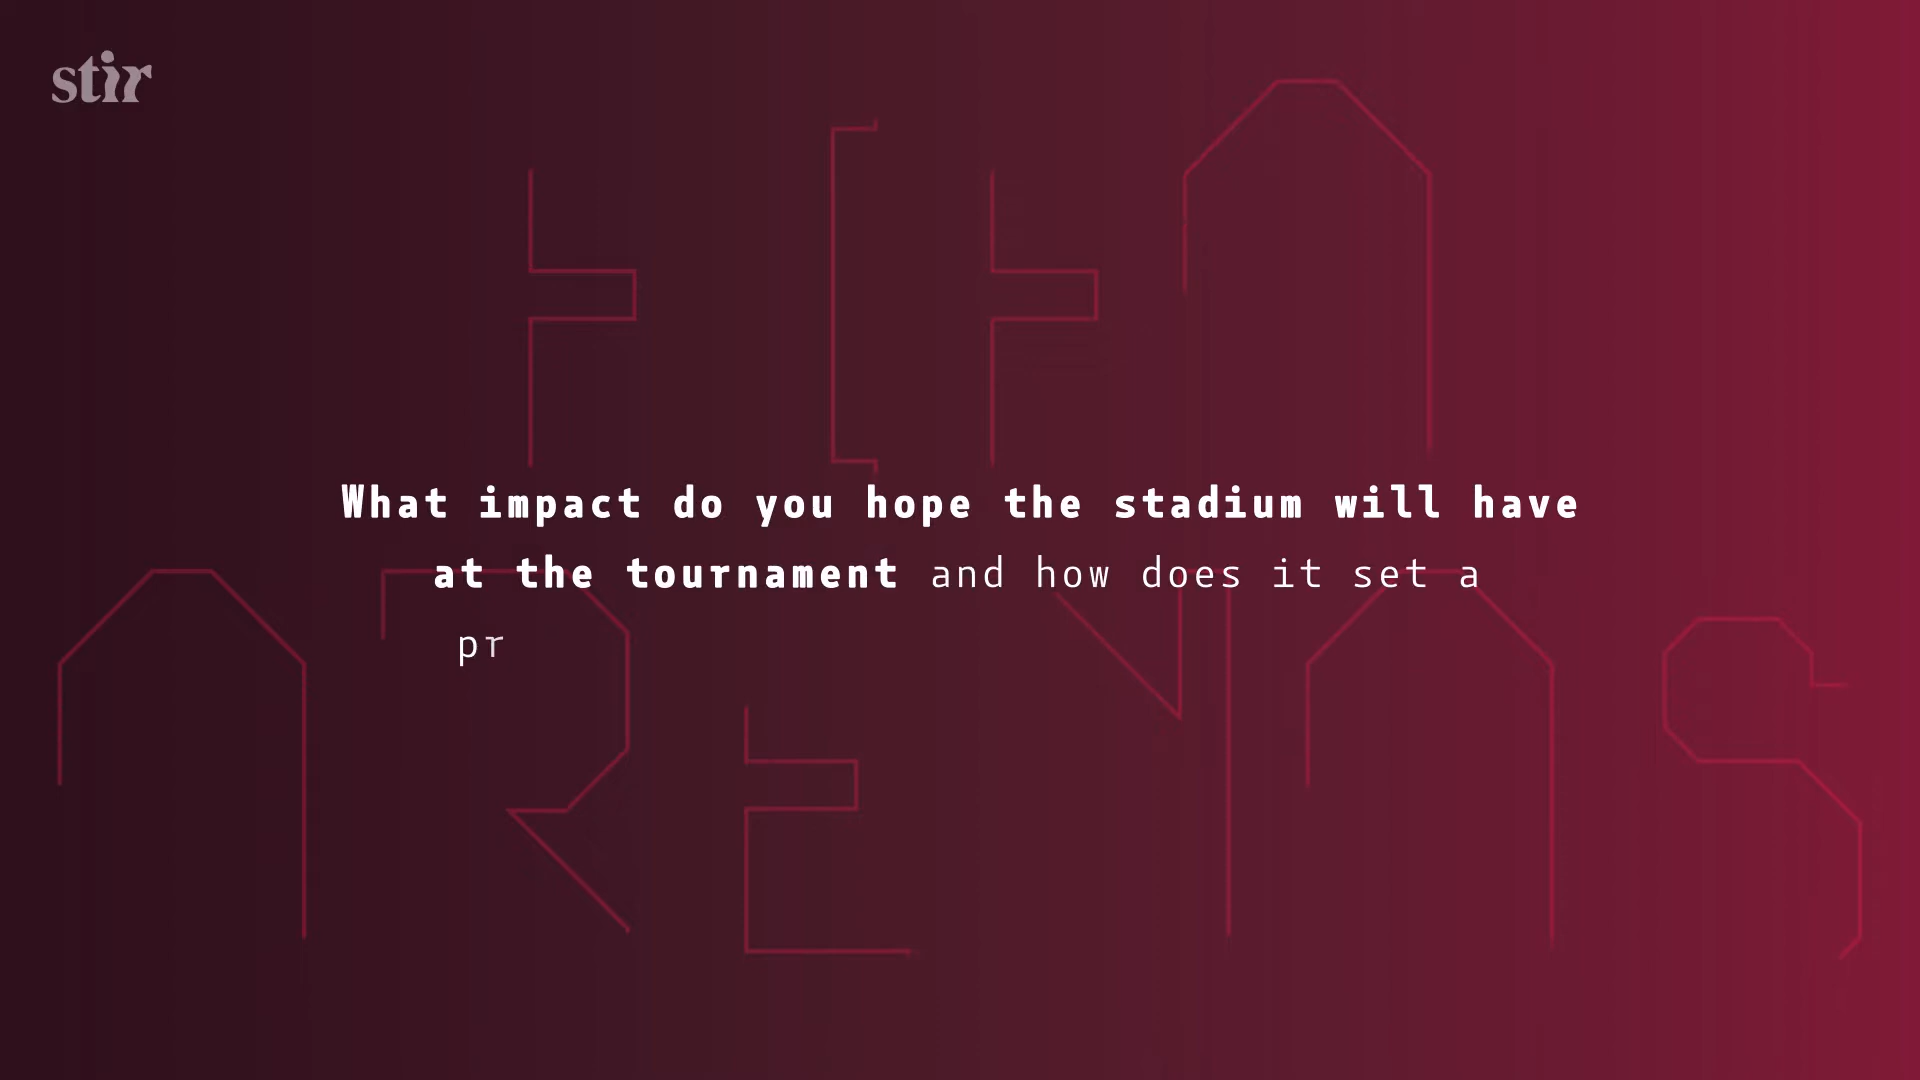 stir
What impact do you hope the stadium will have
at the tournament and how does it set a
pr